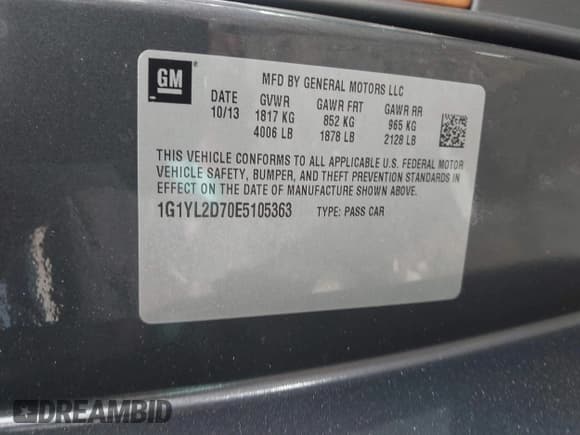 GM ®
MFD BY GENERAL MOTORS LLC
DATE GVWR GAWR FRT GAWR RR
10/13 1817 KG 852 KG 965 KG
4006 LB 1878 LB 2128 LB
THIS VEHICLE CONFORMS TO ALL APPLICABLE U.S. FEDERAL MOTOR
VEHICLE SAFETY, BUMPER, AND THEFT PREVENTION STANDARDS IN
EFFECT ON THE DATE OF MANUFACTURE SHOWN ABOVE.
1G1YL2D70E5105363 TYPE: PASS CAR
DREAMBID